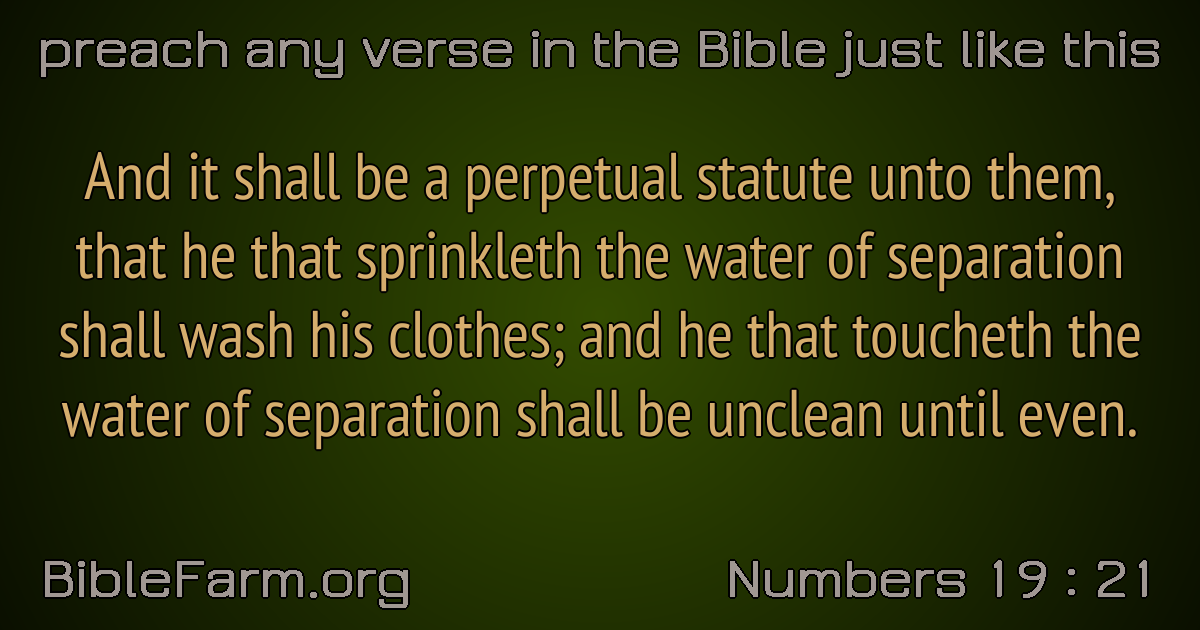 preach any verse in the Bible just like this
And it shall be a perpetual statute unto them,
that he that sprinkleth the water of separation
shall wash his clothes; and he that toucheth the
water of separation shall be unclean until even.
BibleFarm.org
Numbers 19 : 21